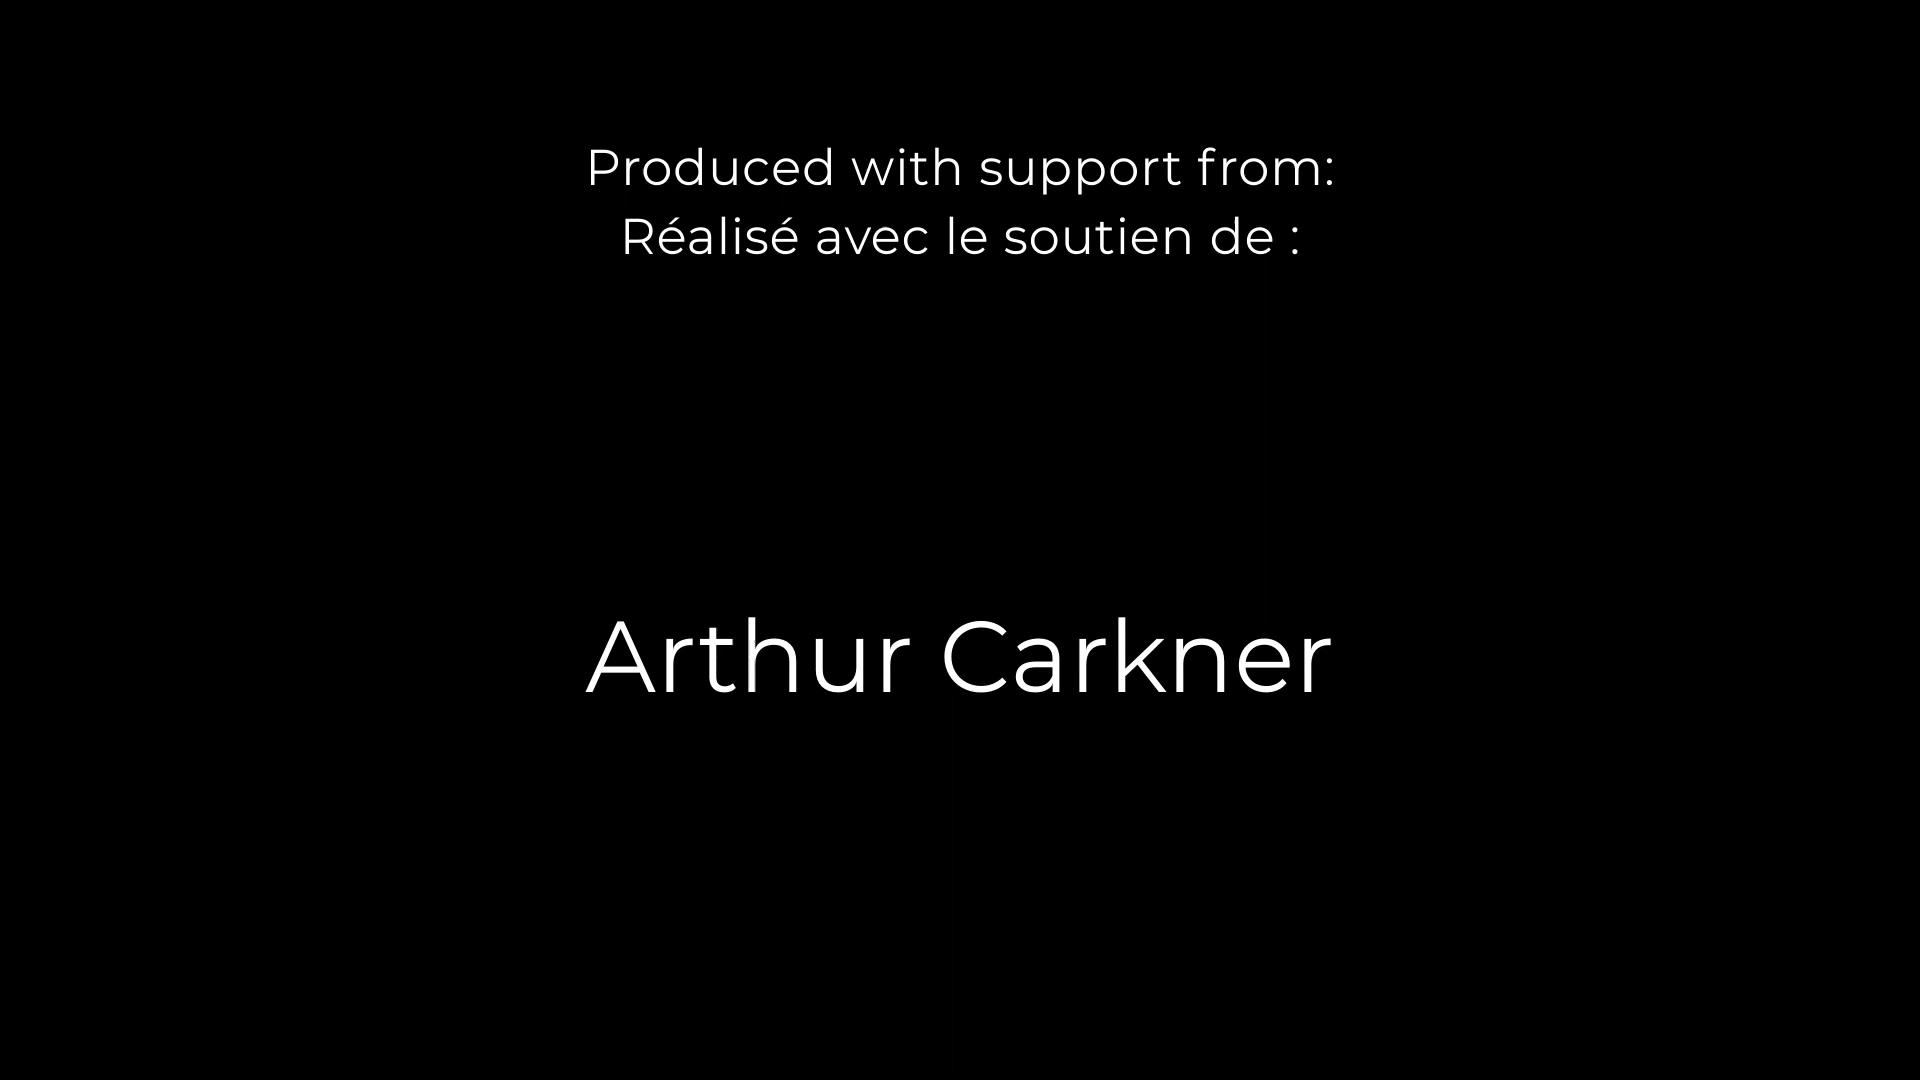 Produced with support from:
Réalisé avec le soutien de :
Arthur Carkner